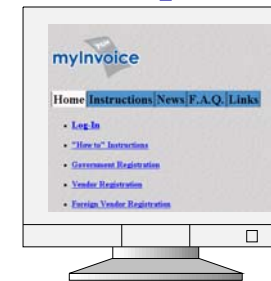 myInvoice
Home Instructions News F.A.Q. Links
• Log-In
• "How to" Instructions
• Government Registration
• Vendor Registration
• Foreign Vendor Registration